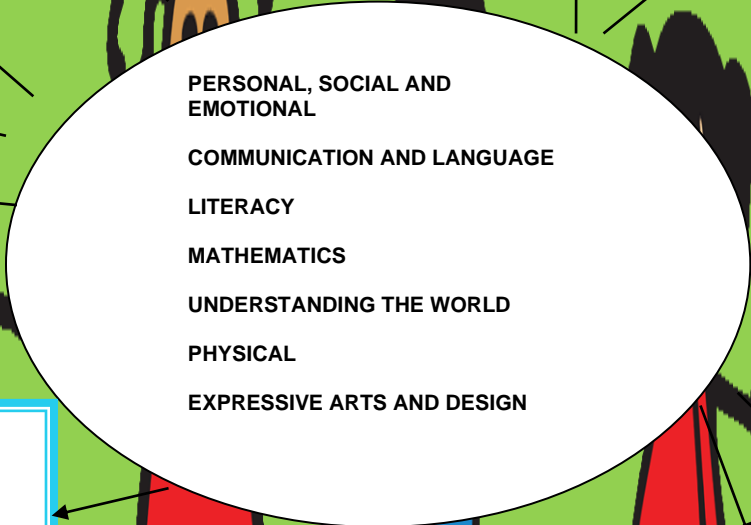 PERSONAL, SOCIAL AND
EMOTIONAL
COMMUNICATION AND LANGUAGE
LITERACY
MATHEMATICS
UNDERSTANDING THE WORLD
PHYSICAL
EXPRESSIVE ARTS AND DESIGN